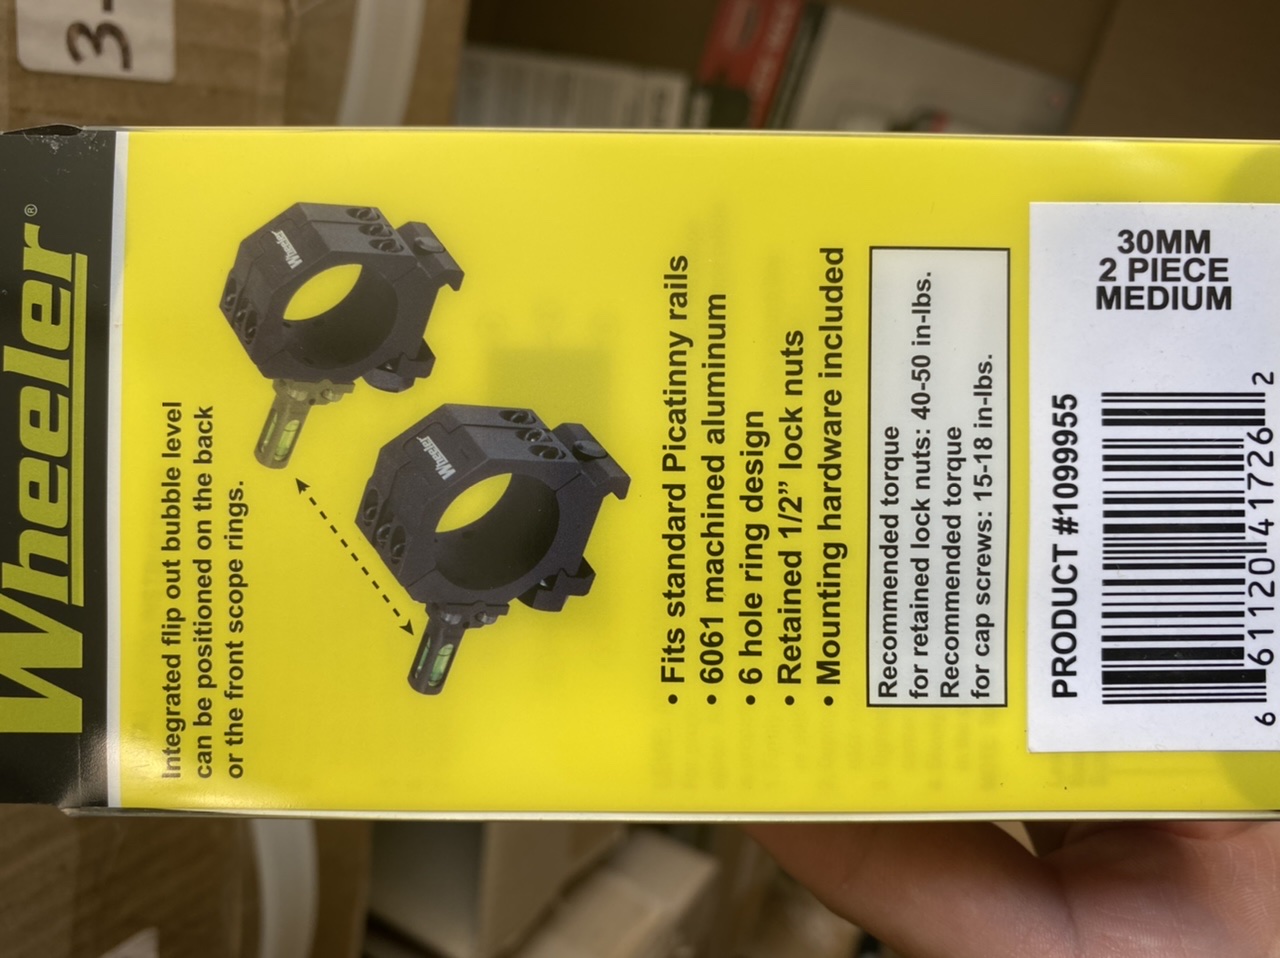 3-
Wheeler®
Integrated flip out bubble level
can be positioned on the back
or the front scope rings.
Wheeler
Wheeler
• Fits standard Picatinny rails
• 6061 machined aluminum
• 6 hole ring design
• Retained 1/2” lock nuts
• Mounting hardware included
Recommended torque
for retained lock nuts: 40-50 in-lbs.
Recommended torque
for cap screws: 15-18 in-lbs.
30MM
2 PIECE
MEDIUM
PRODUCT #1099955
6 61120 41726 2